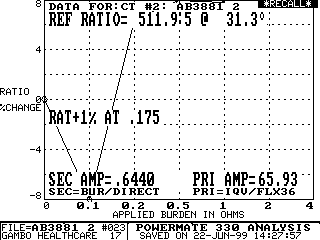 DATA FOR:CT #2: AB3881 2 *RECALL*
8
REF RATIO= 511.9:5 @ 31.3°
4
RATIO 0
%CHANGE
RAT+1% AT .175
-4
SEC AMP=.6440 PRI AMP=65.93
SEC=BUR/DIRECT PRI=IQV/FLX36
-8
0 0.1 0.2 1 2 4
APPLIED BURDEN IN OHMS
FILE=AB3881 2 #023 POWERMATE 330 ANALYSIS
GAMBO HEALTHCARE 17 SAVED ON 22-JUN-99 14:27:57